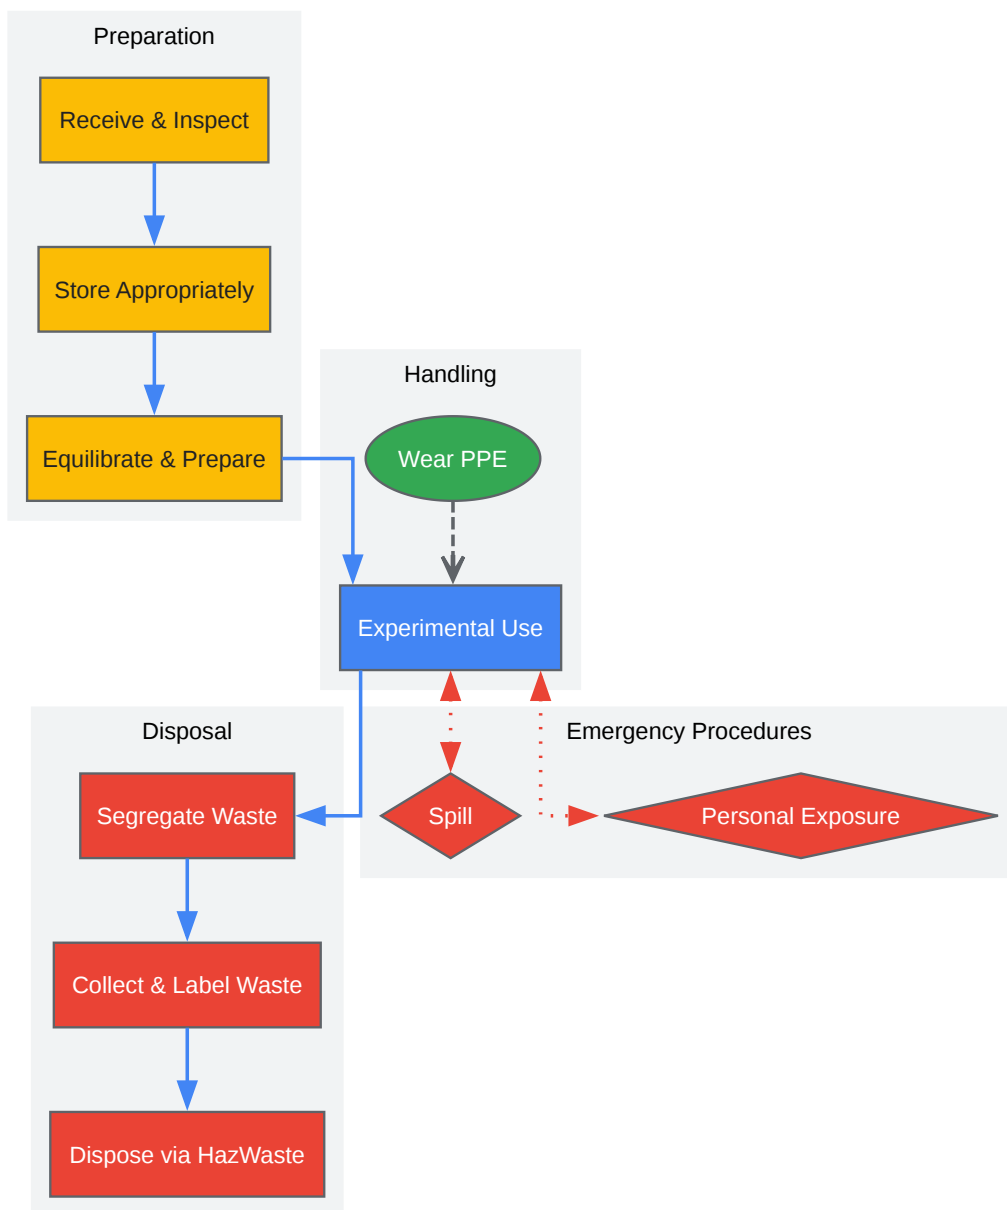 Preparation
Receive & Inspect
Store Appropriately
Equilibrate & Prepare
Handling
Wear PPE
Experimental Use
Disposal
Segregate Waste
Collect & Label Waste
Dispose via HazWaste
Emergency Procedures
Spill
Personal Exposure